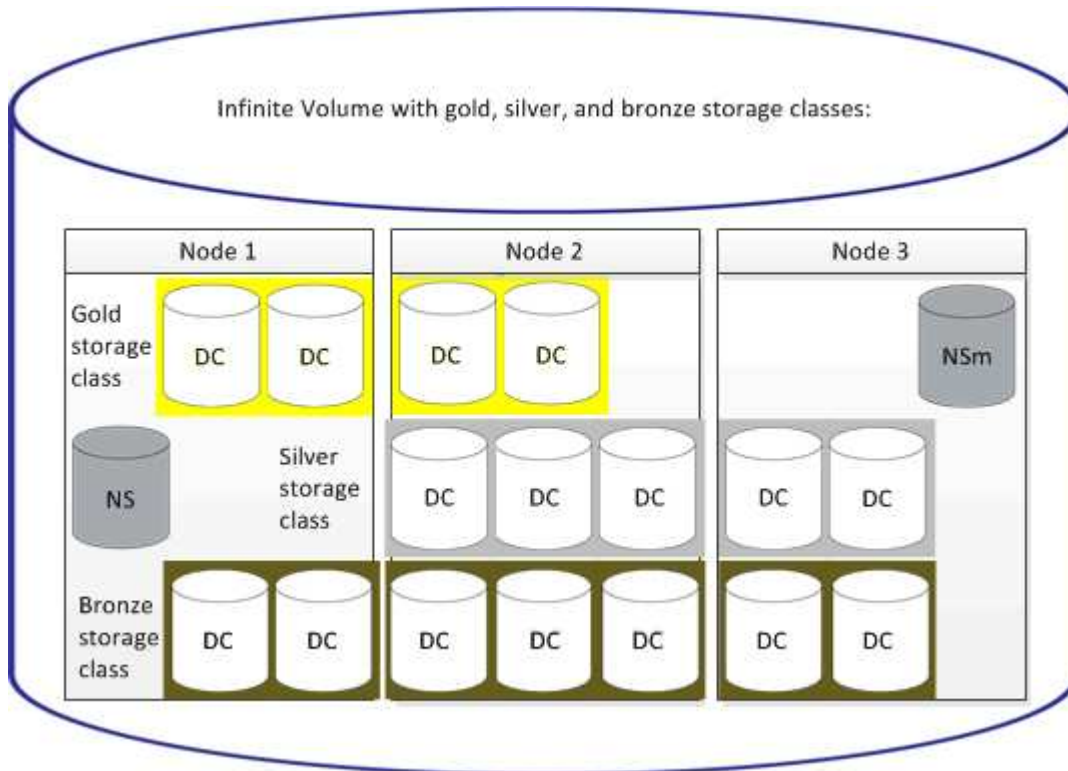 Infinite Volume with gold, silver, and bronze storage classes:
Node 1
Node 2
Node 3
Gold
storage
class
DC
DC
DC
DC
NSm
NS
Silver
storage
class
DC
DC
DC
DC
DC
Bronze
storage
class
DC
DC
DC
DC
DC
DC
DC